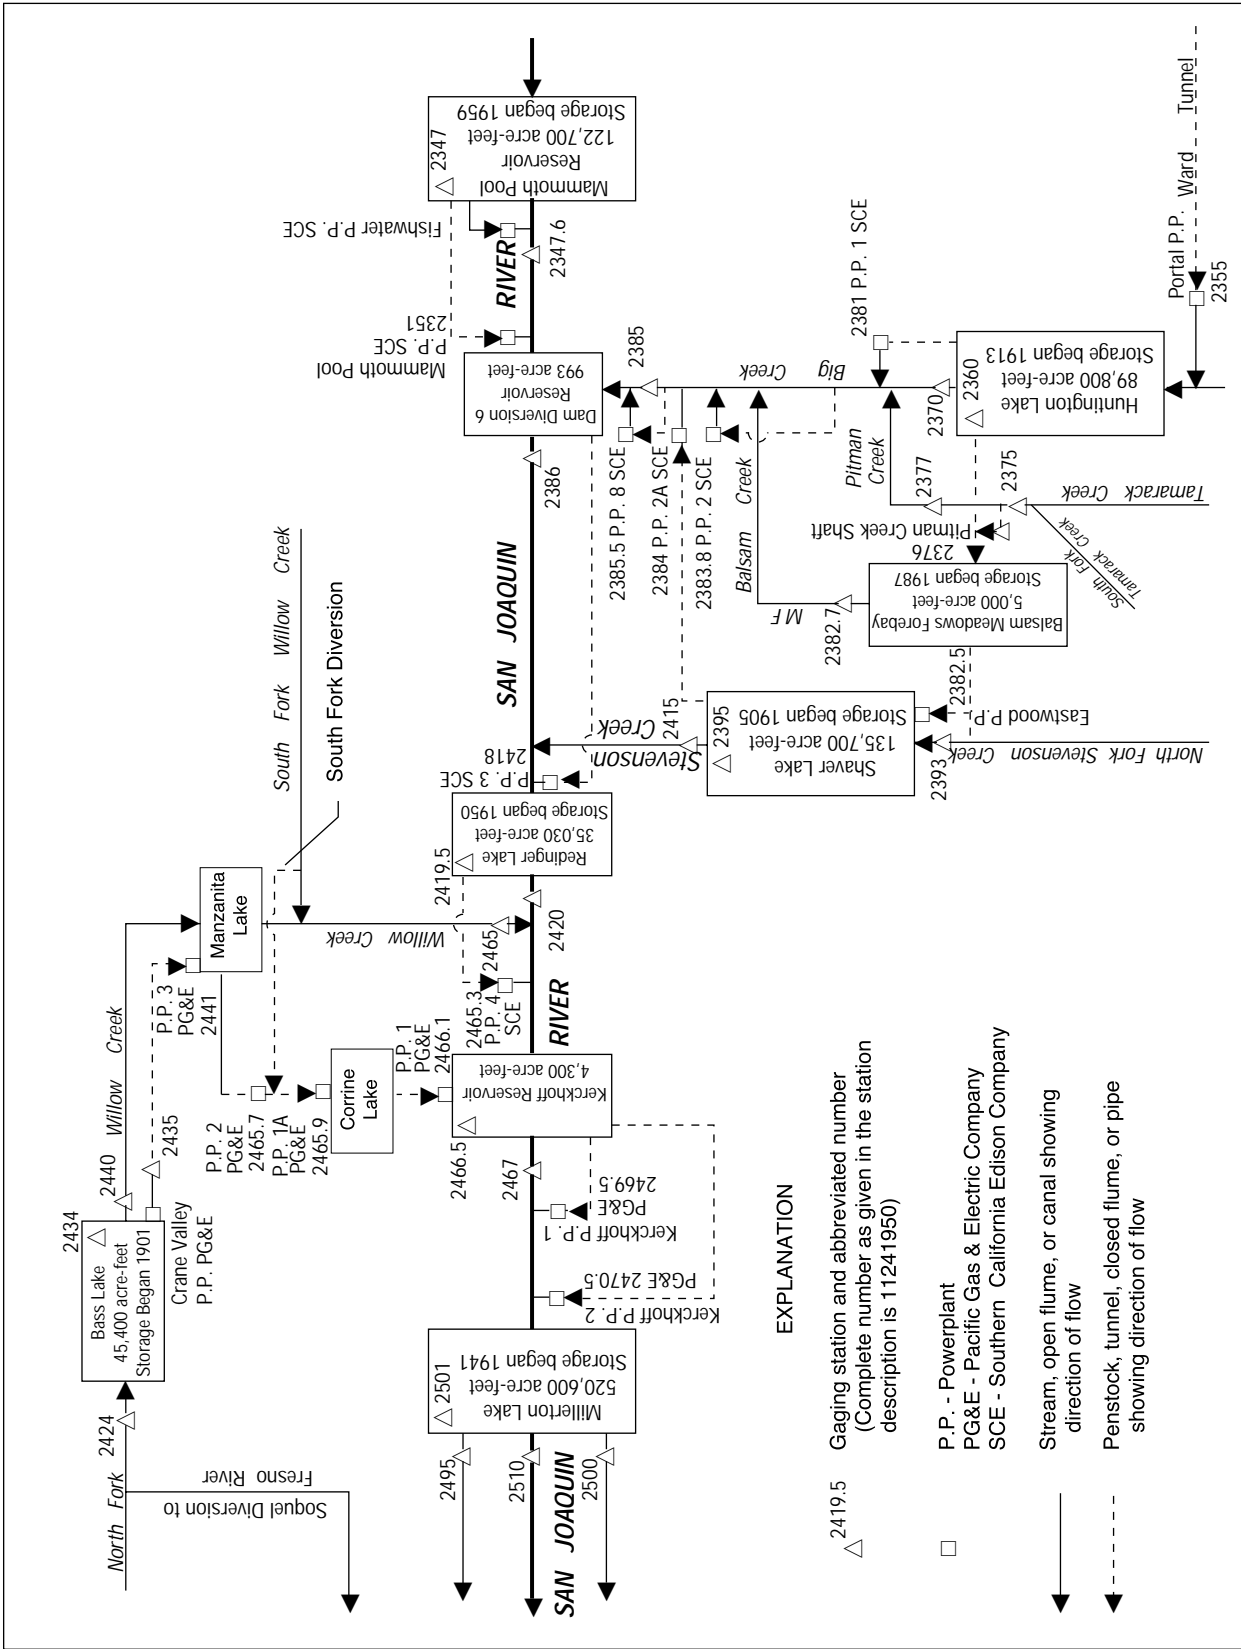 North Fork
Willow Creek
2424
Soquel Diversion to
Fresno River
Bass Lake
45,400 acre-feet
Storage Began 1901
2434
Crane Valley
P.P. PG&E
2440
2435
P.P. 3
PG&E
2441
Manzanita
Lake
South Fork Willow Creek
South Fork Diversion
P.P. 2
PG&E
2465.7
P.P. 1A
PG&E
2465.9
Corrine
Lake
P.P. 1
PG&E
2466.1
Willow Creek
2465
2465.3
P.P. 4
SCE
SAN JOAQUIN
2495
2510
2500
2501
Millerton Lake
520,600 acre-feet
Storage began 1941
Kerckhoff P.P. 2
PG&E 2470.5
Kerckhoff P.P. 1
PG&E
2469.5
2467
2466.5
Kerckhoff Reservoir
4,300 acre-feet
RIVER
2420
2419.5
Redinger Lake
35,030 acre-feet
Storage began 1950
P.P. 3 SCE
2418
SAN JOAQUIN
2386
Dam Diversion 6
Reservoir
993 acre-feet
Mammoth Pool
P.P. SCE
2351
RIVER
2347.6
Fishwater P.P. SCE
Mammoth Pool
Reservoir
122,700 acre-feet
Storage began 1959
2347
Stevenson
Creek
2415
2395
Shaver Lake
135,700 acre-feet
Storage began 1905
2393
North Fork Stevenson Creek
Eastwood P.P.
2382.5
2385.5 P.P. 8 SCE
2384 P.P. 2A SCE
2383.8 P.P. 2 SCE
2385
Big Creek
Balsam Creek
M F
2382.7
Balsam Meadows Forebay
5,000 acre-feet
Storage began 1987
2376
Pitman Creek Shaft
Pitman
Creek
2377
2375
South Fork
Tamarack Creek
Tamarack Creek
2381 P.P. 1 SCE
2370
2360
Huntington Lake
89,800 acre-feet
Storage began 1913
Portal P.P.
2355
Ward Tunnel
EXPLANATION
2419.5
Gaging station and abbreviated number
(Complete number as given in the station
description is 11241950)
P.P. - Powerplant
PG&E - Pacific Gas & Electric Company
SCE - Southern California Edison Company
Stream, open flume, or canal showing
direction of flow
Penstock, tunnel, closed flume, or pipe
showing direction of flow